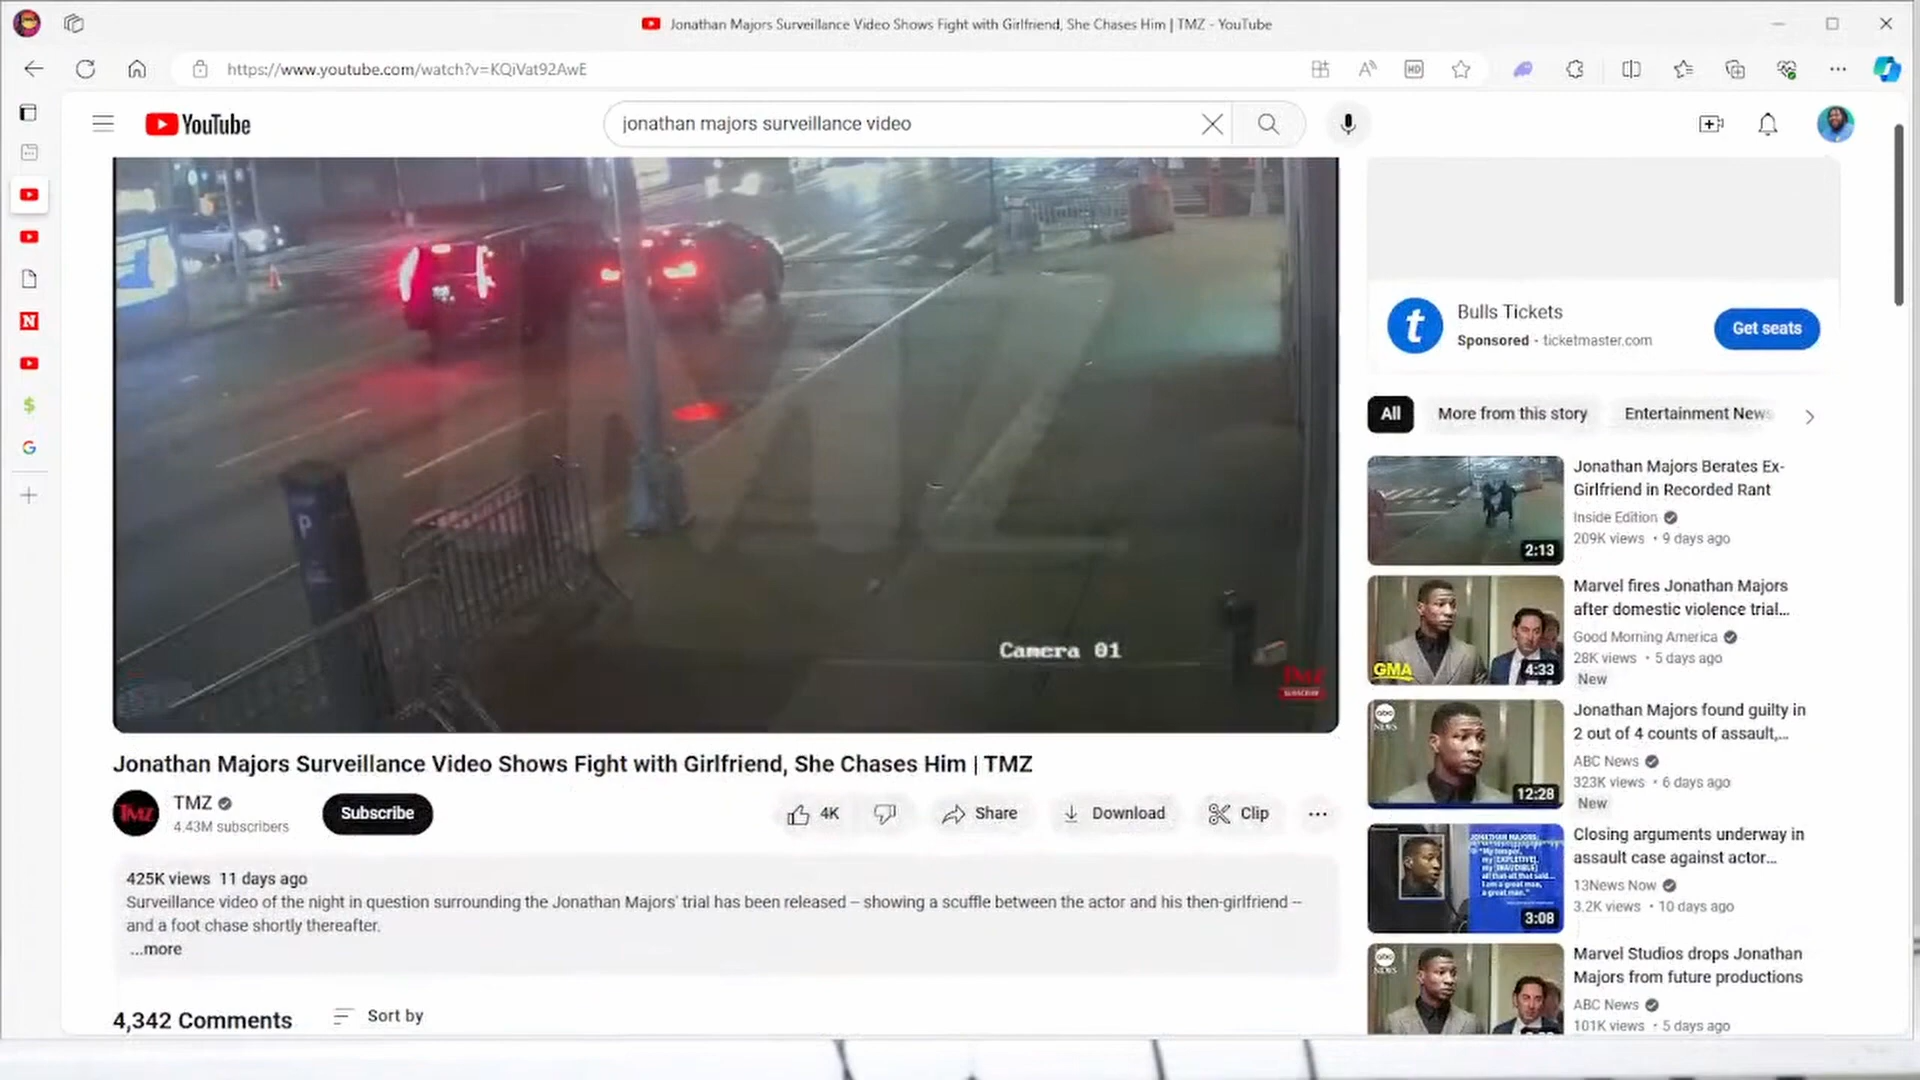 Jonathan Majors Surveillance Video Shows Fight with Girlfriend, She Chases Him | TMZ - YouTube
https://www.youtube.com/watch?v=KQiVat92AwE
YouTube
jonathan majors surveillance video
P
Camera 01
TMZ
SUBSCRIBE
Jonathan Majors Surveillance Video Shows Fight with Girlfriend, She Chases Him | TMZ
TMZ
4.43M subscribers
Subscribe
4K
Share
Download
Clip
425K views 11 days ago
Surveillance video of the night in question surrounding the Jonathan Majors' trial has been released – showing a scuffle between the actor and his then-girlfriend –
and a foot chase shortly thereafter.
...more
4,342 Comments
Sort by
Bulls Tickets
Sponsored · ticketmaster.com
Get seats
All
More from this story
Entertainment News
Jonathan Majors Berates Ex-
Girlfriend in Recorded Rant
Inside Edition
209K views • 9 days ago
2:13
Marvel fires Jonathan Majors
after domestic violence trial...
Good Morning America
28K views • 5 days ago
New
GMA
4:33
Jonathan Majors found guilty in
2 out of 4 counts of assault,...
ABC News
323K views • 6 days ago
New
abc
NEWS
12:28
Closing arguments underway in
assault case against actor...
13News Now
3.2K views • 10 days ago
3:08
Marvel Studios drops Jonathan
Majors from future productions
ABC News
101K views • 5 days ago
abc
NEWS